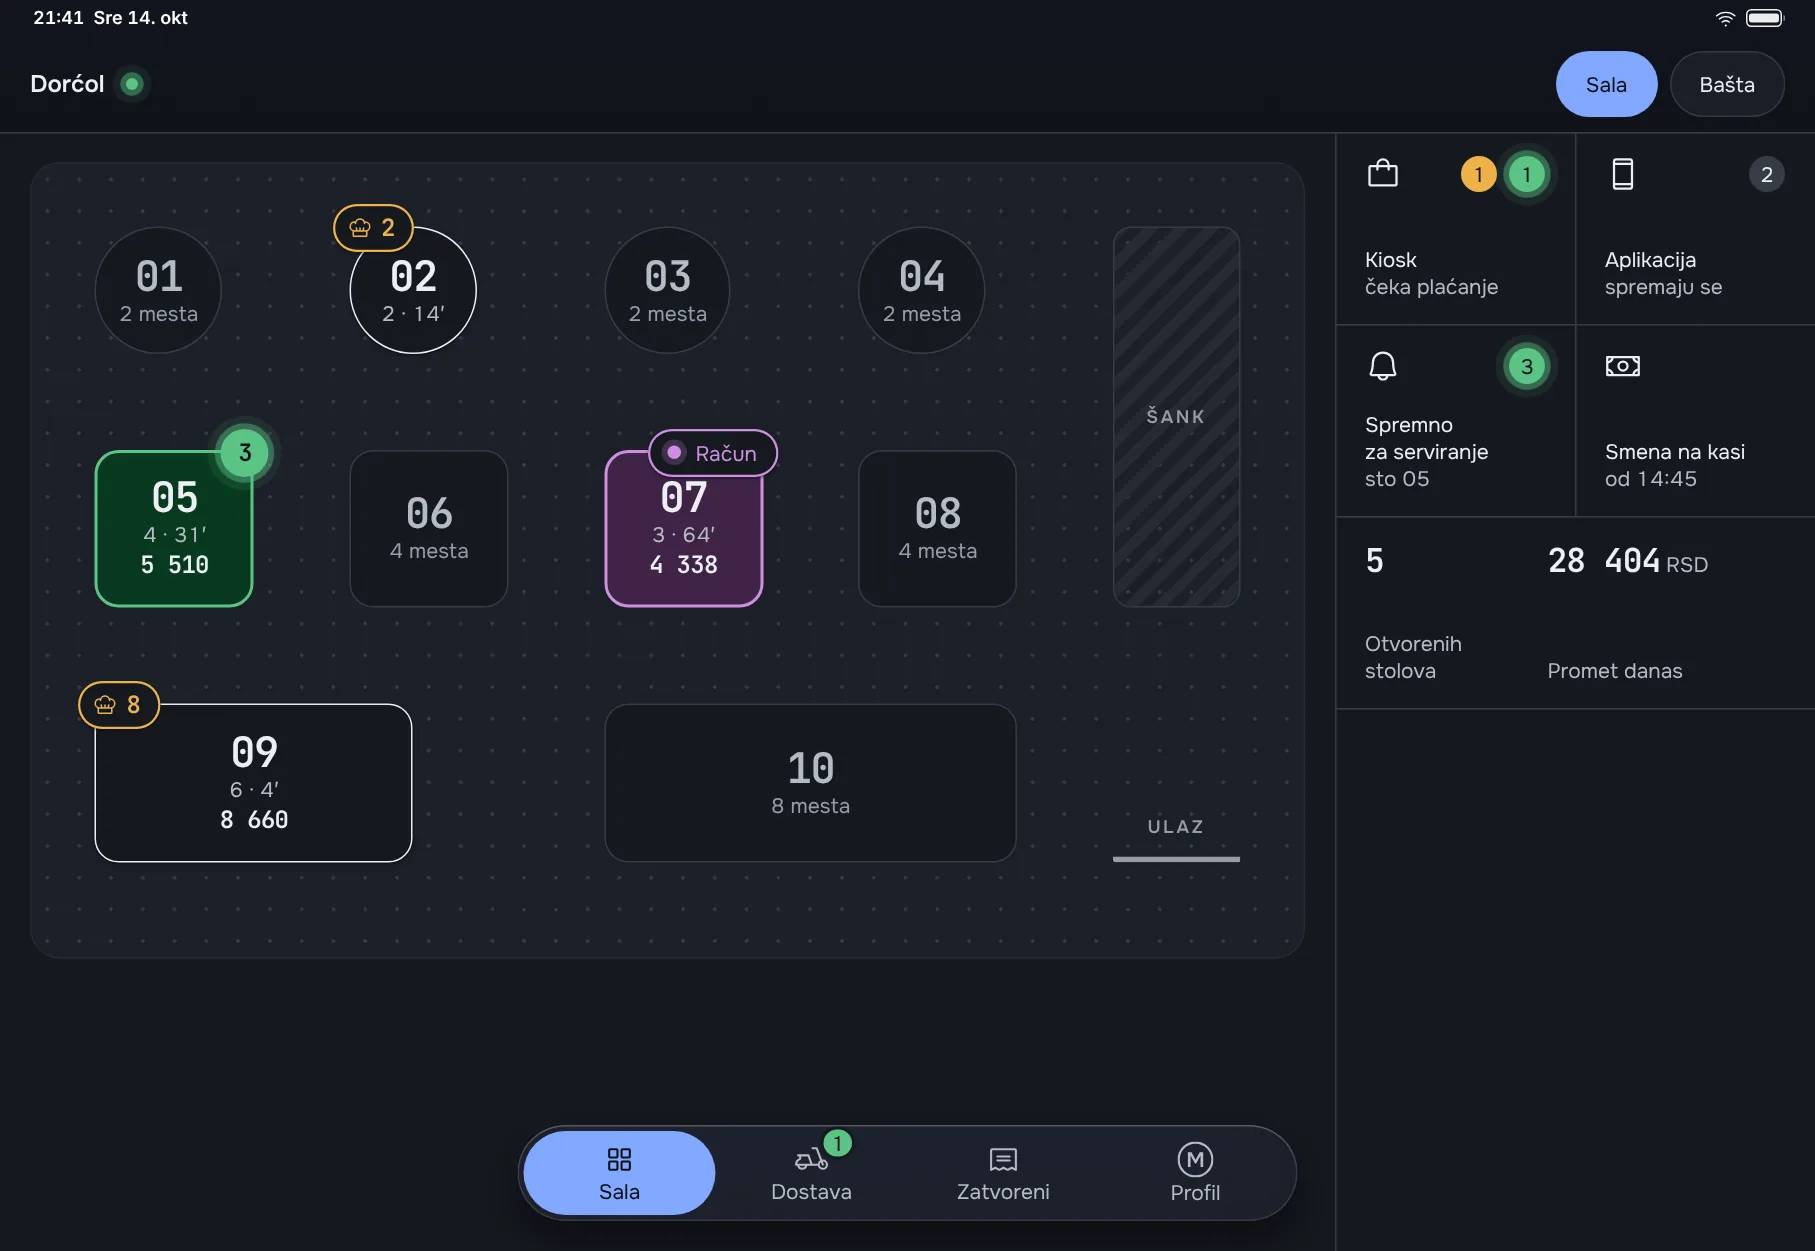 21:41 Sre 14. okt
Dorćol
Sala
Bašta
2
01
2 mesta
02
2 · 14′
03
2 mesta
04
2 mesta
ŠANK
3
05
4 · 31′
5 510
06
4 mesta
Račun
07
3 · 64′
4 338
08
4 mesta
8
09
6 · 4′
8 660
10
8 mesta
ULAZ
1
1
Kiosk
čeka plaćanje
2
Aplikacija
spremaju se
3
Spremno
za serviranje
sto 05
Smena na kasi
od 14:45
5
Otvorenih
stolova
28 404 RSD
Promet danas
Sala
1
Dostava
Zatvoreni
M
Profil